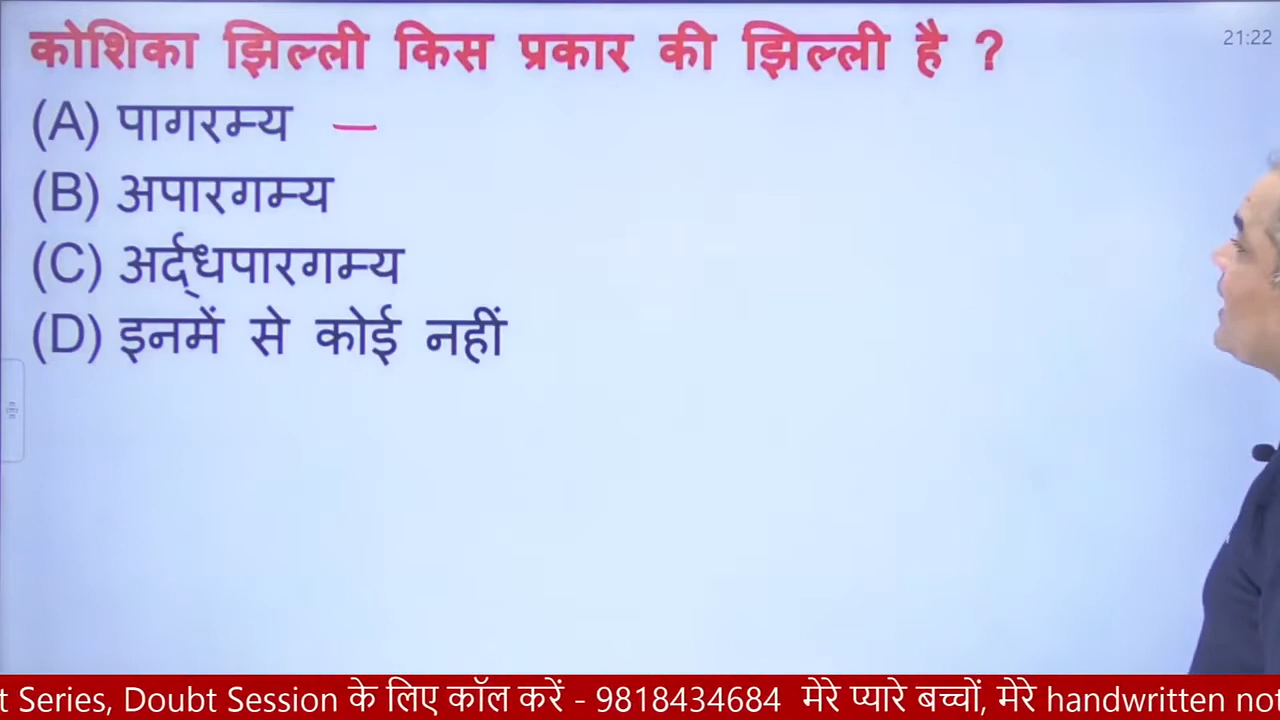 कोशिका झिल्ली किस प्रकार की झिल्ली है ?
21:22
(A) पागरम्य
(B) अपारगम्य
(C) अर्द्धपारगम्य
(D) इनमें से कोई नहीं
t Series, Doubt Session के लिए कॉल करें - 9818434684 मेरे प्यारे बच्चों, मेरे handwritten not